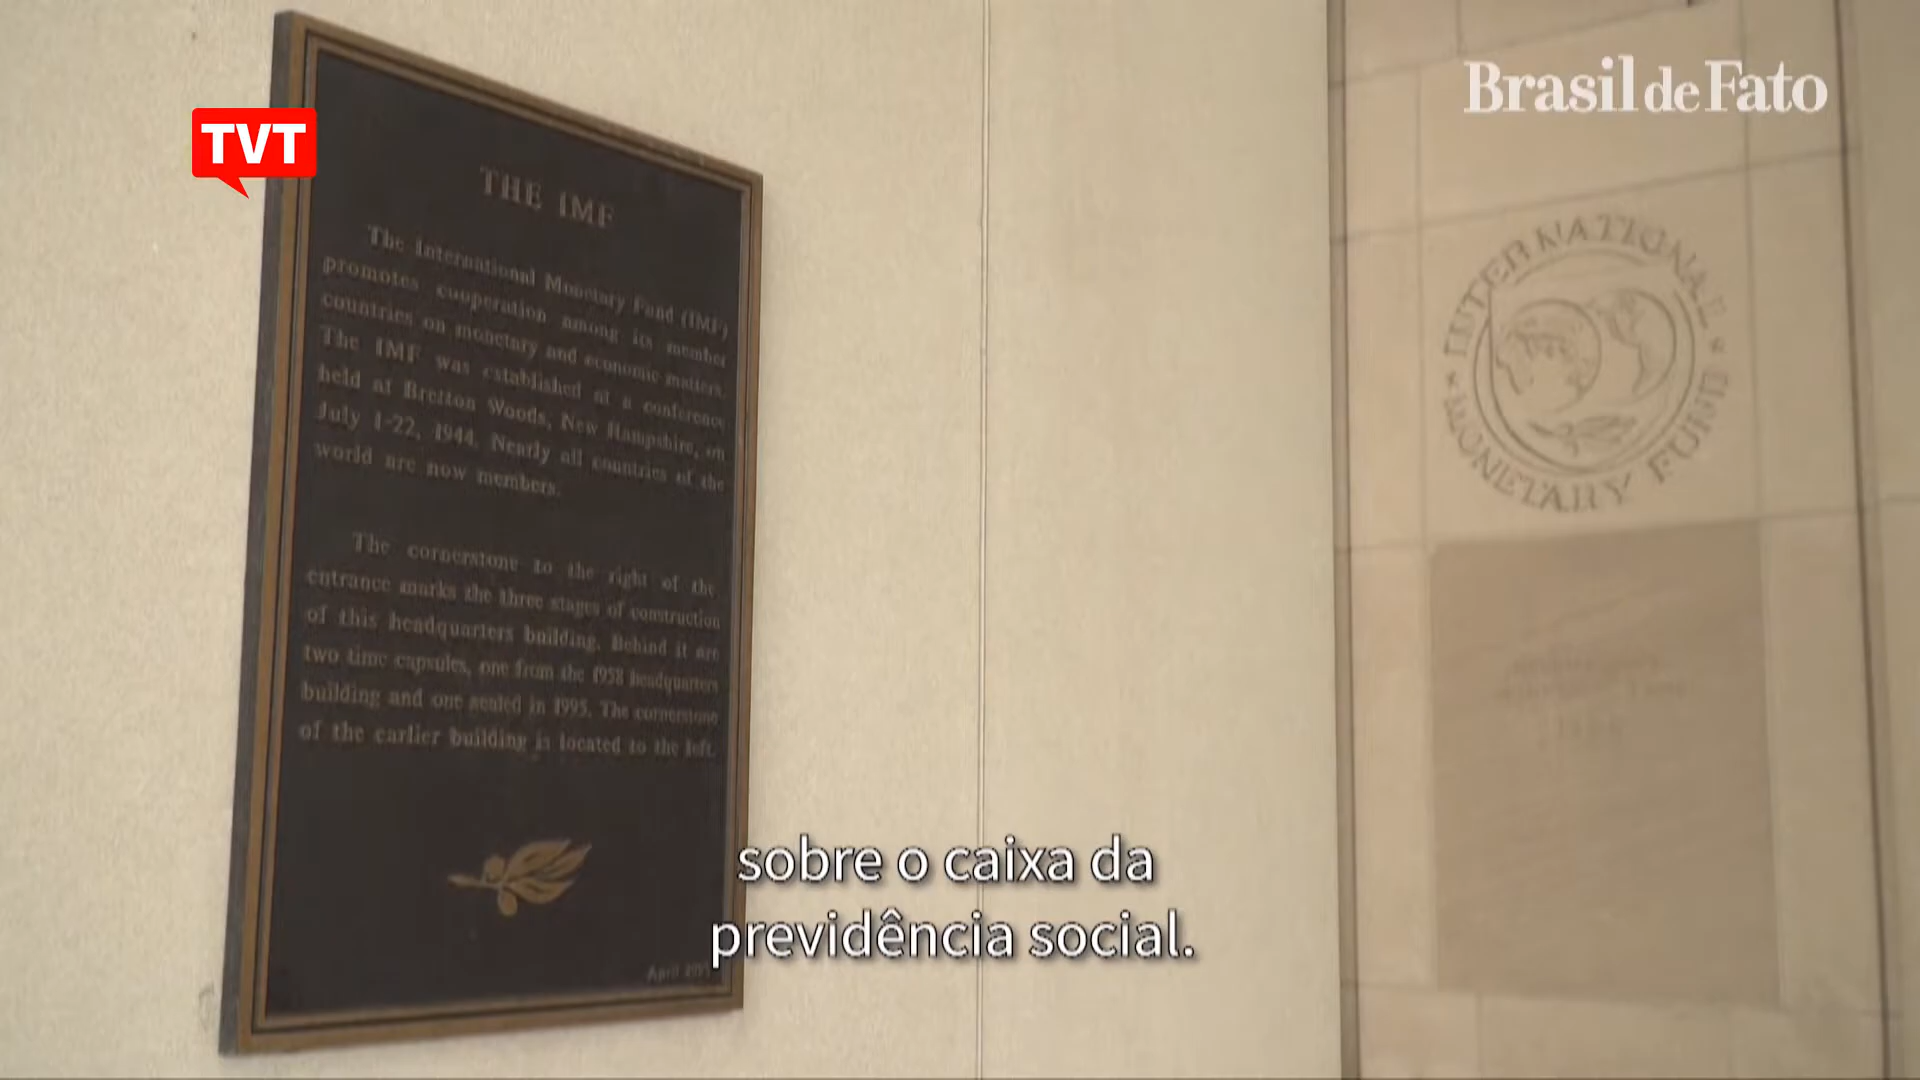 TVT
Brasil de Fato
THE IMF
The International Monetary Fund (IMF)
promotes cooperation among its member
countries on monetary and economic matters.
The IMF was established at a conference
held at Bretton Woods, New Hampshire, on
July 1-22, 1944. Nearly all countries of the
world are now members.
The cornerstone to the right of the
entrance marks the three stages of construction
of this headquarters building. Behind it are
two time capsules, one from the 1958 headquarters
building and one sealed in 1995. The cornerstone
of the earlier building is located to the left.
April
INTERNATIONAL MONETARY FUND
sobre o caixa da
previdência social.